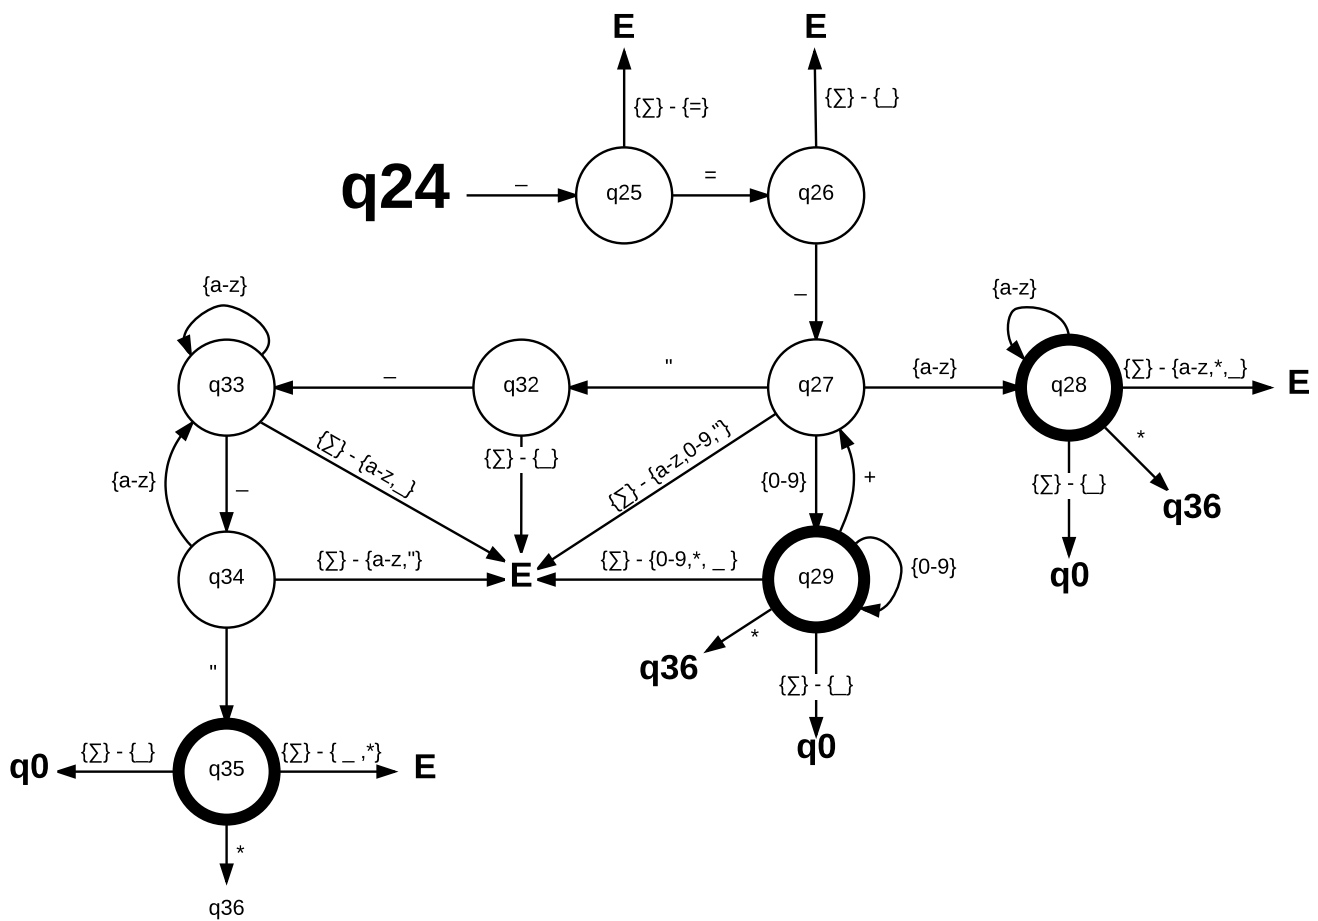 E
E
{∑} - {=}
{∑} - {_}
q24
_
q25
=
q26
_
{a-z}
{a-z}
q33
_
q32
"
q27
{a-z}
q28
{∑} - {a-z,*,_}
E
{a-z}
_
{∑} - {a-z,_}
{∑} - {_}
{∑} - {a-z,0-9,"}
{0-9}
+
*
{∑} - {_}
q36
q34
{∑} - {a-z,"}
E
{∑} - {0-9,*, _ }
q29
{0-9}
q0
*
q36
"
{∑} - {_}
q0
q0
{∑} - {_}
q35
{∑} - { _ ,*}
E
*
q36